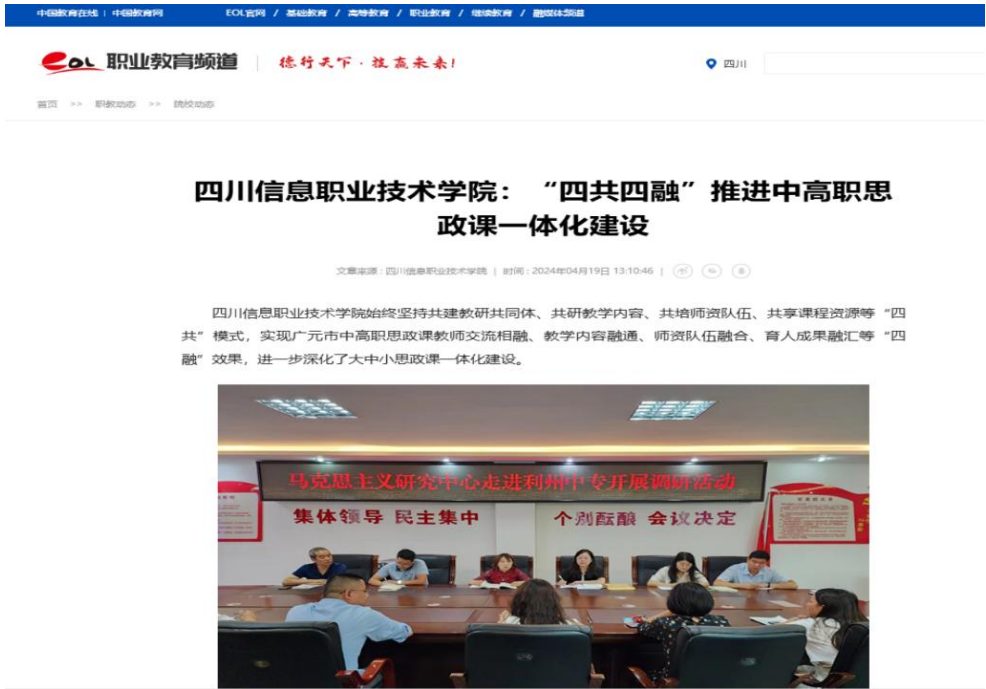 中国教育在线 | 中国教育网 EOL官网 / 基础教育 / 高等教育 / 职业教育 / 继续教育 / 融媒体频道
eoL 职业教育频道 | 德行天下·技赢未来！ 四川
首页 >> 职教动态 >> 院校动态
四川信息职业技术学院：“四共四融”推进中高职思
政课一体化建设
文章来源：四川信息职业技术学院 | 时间：2024年04月19日 13:10:46 |
四川信息职业技术学院始终坚持共建教研共同体、共研教学内容、共培师资队伍、共享课程资源等“四
共”模式，实现广元市中高职思政课教师交流相融、教学内容融通、师资队伍融合、育人成果融汇等“四
融”效果，进一步深化了大中小思政课一体化建设。
马克思主义研究中心走进利州中专开展调研活动
集体领导 民主集中 个别酝酿 会议决定